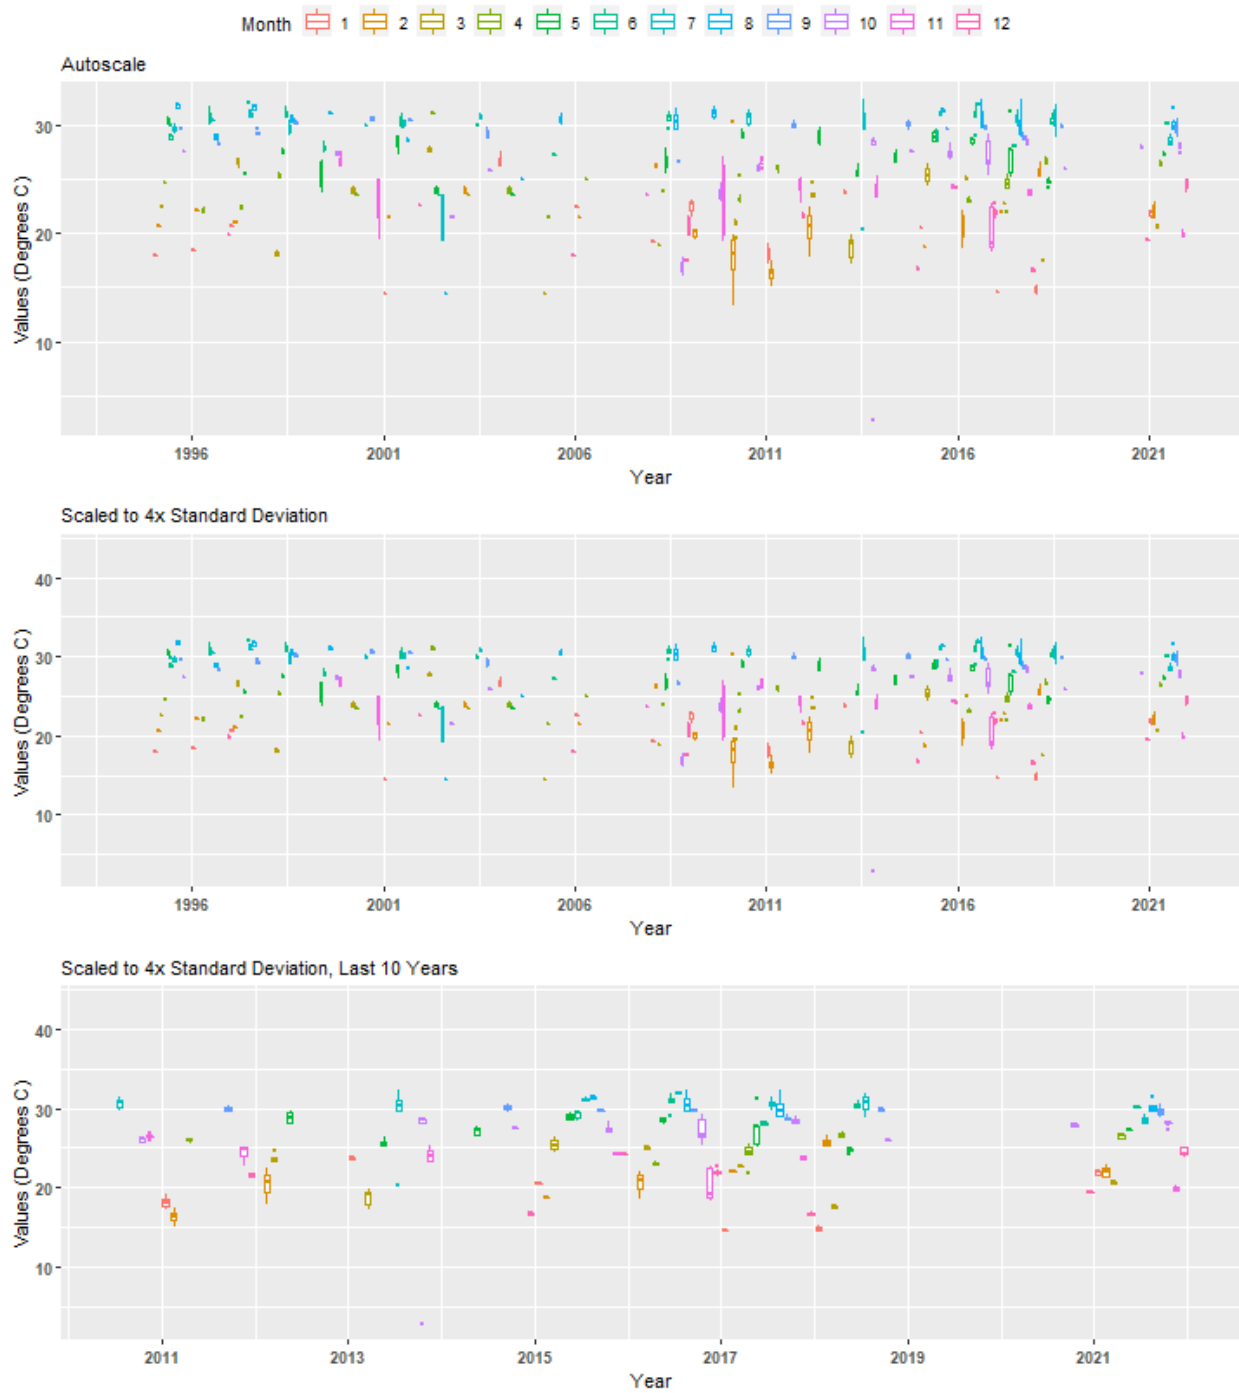 Month 1 2 3 4 5 6 7 8 9 10 11 12
Autoscale
Values (Degrees C)
30
20
10
1996 2001 2006 2011 2016 2021
Year
Scaled to 4x Standard Deviation
Values (Degrees C)
40
30
20
10
1996 2001 2006 2011 2016 2021
Year
Scaled to 4x Standard Deviation, Last 10 Years
Values (Degrees C)
40
30
20
10
2011 2013 2015 2017 2019 2021
Year